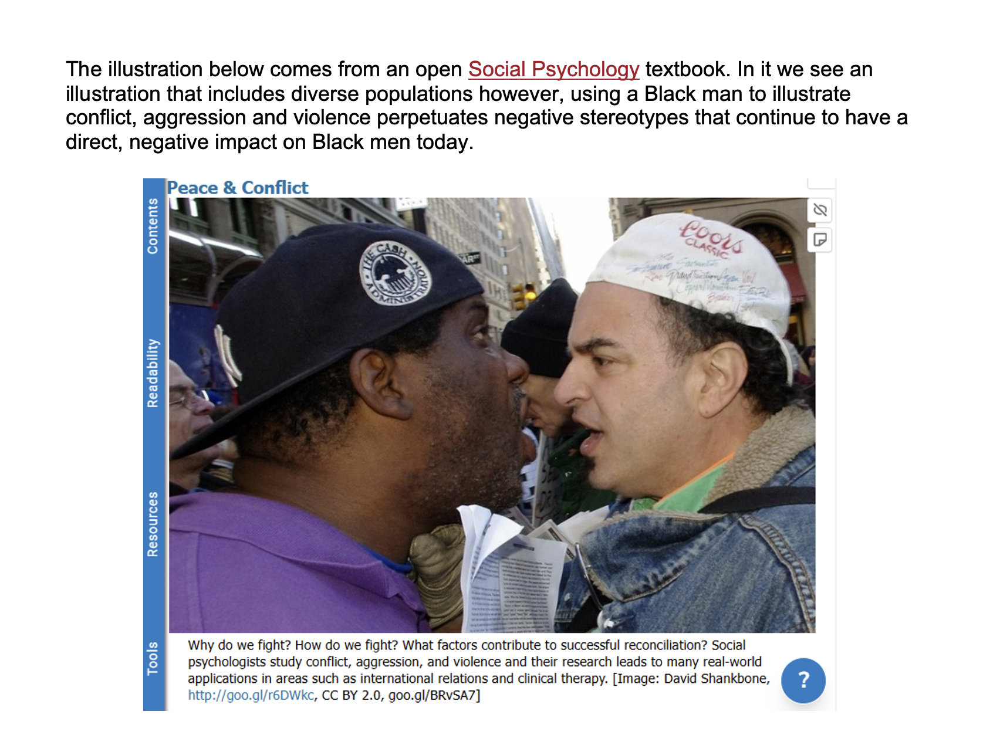 The illustration below comes from an open Social Psychology textbook. In it we see an
illustration that includes diverse populations however, using a Black man to illustrate
conflict, aggression and violence perpetuates negative stereotypes that continue to have a
direct, negative impact on Black men today.
Contents
Readability
Resources
Tools
Peace & Conflict
THE CASH · NOW
ADMINISTRATION
Coors
CLASSIC
Why do we fight? How do we fight? What factors contribute to successful reconciliation? Social
psychologists study conflict, aggression, and violence and their research leads to many real-world
applications in areas such as international relations and clinical therapy. [Image: David Shankbone,
http://goo.gl/r6DWkc, CC BY 2.0, goo.gl/BRvSA7]
?